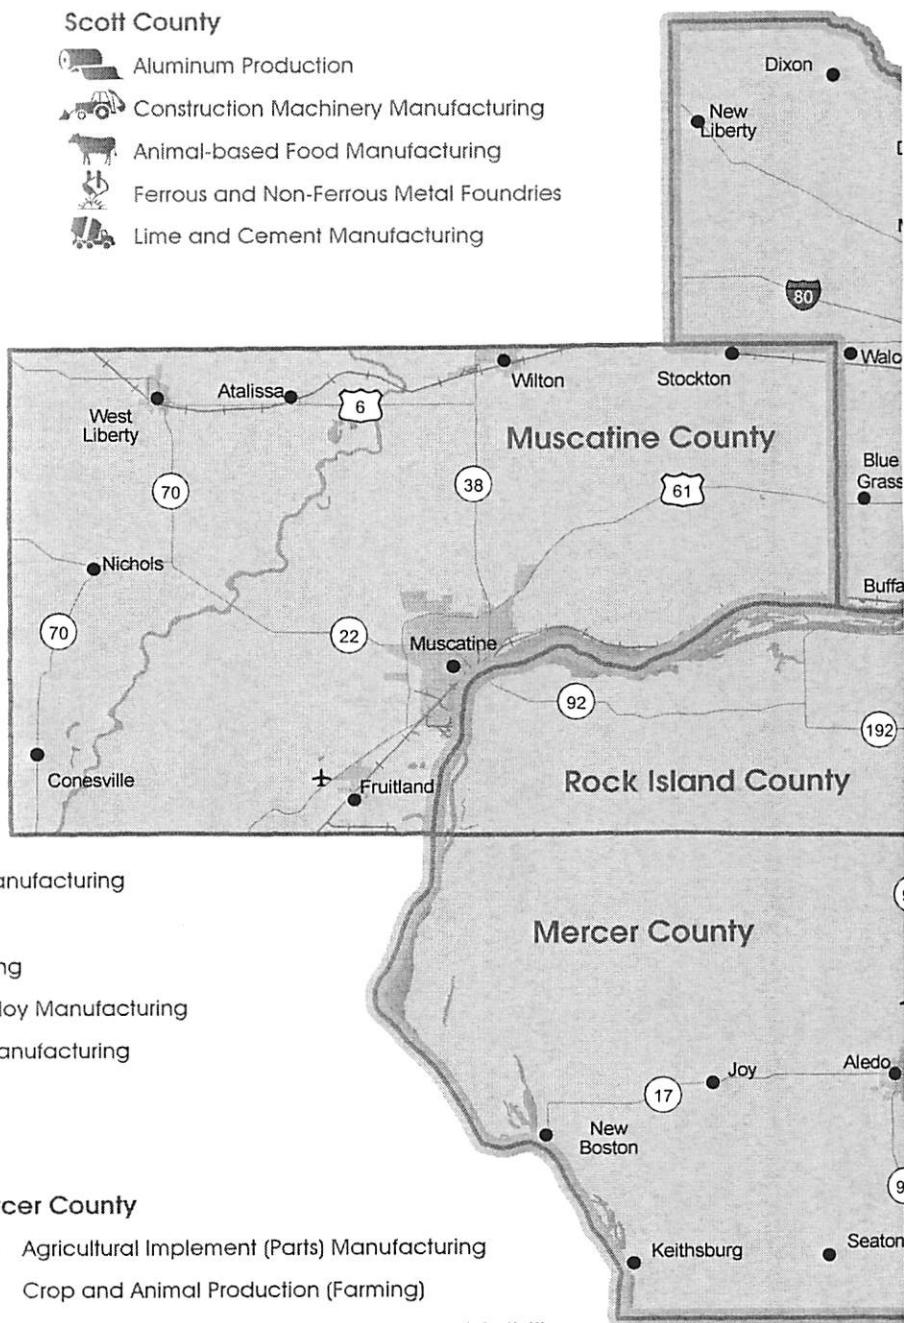 Scott County
Aluminum Production
Construction Machinery Manufacturing
Animal-based Food Manufacturing
Ferrous and Non-Ferrous Metal Foundries
Lime and Cement Manufacturing
Dixon
New
Liberty
80
Walco
Wilton
Stockton
Atalissa
6
West
Liberty
Muscatine County
Blue
Grass
70
38
61
Nichols
Buffa
70
22
Muscatine
92
192
Conesville
Fruitland
Rock Island County
anufacturing
Mercer County
ng
loy Manufacturing
anufacturing
Joy
Aledo
17
New
Boston
9
rcer County
Agricultural Implement (Parts) Manufacturing
Keithsburg
Seaton
Crop and Animal Production (Farming)